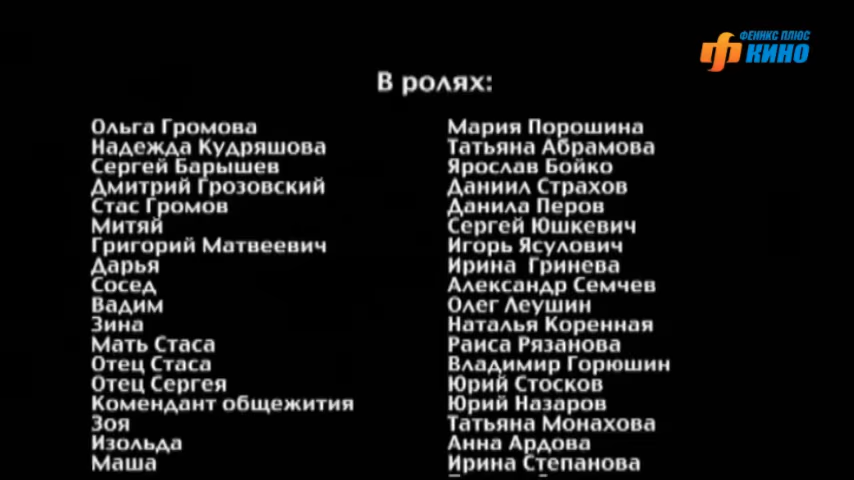 ФЕНИКС ПЛЮС
КИНО
В ролях:
Ольга Громова Мария Порошина
Надежда Кудряшова Татьяна Абрамова
Сергей Барышев Ярослав Бойко
Дмитрий Грозовский Даниил Страхов
Стас Громов Данила Перов
Митяй Сергей Юшкевич
Григорий Матвеевич Игорь Ясулович
Дарья Ирина Гринева
Сосед Александр Семчев
Вадим Олег Леушин
Зина Наталья Коренная
Мать Стаса Раиса Рязанова
Отец Стаса Владимир Горюшин
Отец Сергея Юрий Стосков
Комендант общежития Юрий Назаров
Зоя Татьяна Монахова
Изольда Анна Ардова
Маша Ирина Степанова